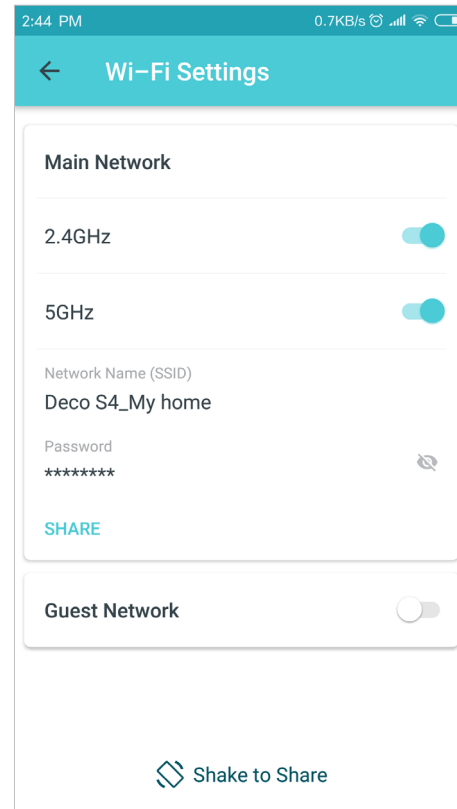 2:44 PM 0.7KB/s
Wi-Fi Settings
Main Network
2.4GHz
5GHz
Network Name (SSID)
Deco S4_My home
Password
********
SHARE
Guest Network
Shake to Share